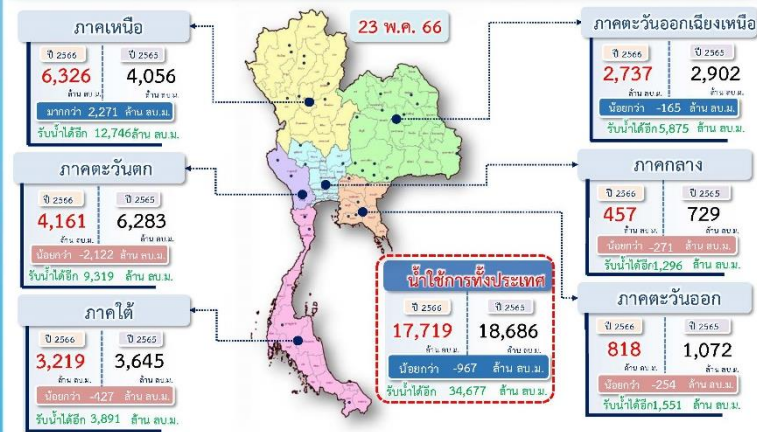 23 พ.ค. 66
ภาคเหนือ
ปี 2566 ปี 2565
6,326 4,056
ล้าน ลบ.ม. ล้าน ลบ.ม.
มากกว่า 2,271 ล้าน ลบ.ม.
รับน้ำได้อีก 12,746 ล้าน ลบ.ม.
ภาคตะวันออกเฉียงเหนือ
ปี 2566 ปี 2565
2,737 2,902
ล้าน ลบ.ม. ล้าน ลบ.ม.
น้อยกว่า -165 ล้าน ลบ.ม.
รับน้ำได้อีก 5,875 ล้าน ลบ.ม.
ภาคตะวันตก
ปี 2566 ปี 2565
4,161 6,283
ล้าน ลบ.ม. ล้าน ลบ.ม.
น้อยกว่า -2,122 ล้าน ลบ.ม.
รับน้ำได้อีก 9,319 ล้าน ลบ.ม.
ภาคกลาง
ปี 2566 ปี 2565
457 729
ล้าน ลบ.ม. ล้าน ลบ.ม.
น้อยกว่า -271 ล้าน ลบ.ม.
รับน้ำได้อีก 1,296 ล้าน ลบ.ม.
ภาคใต้
ปี 2566 ปี 2565
3,219 3,645
ล้าน ลบ.ม. ล้าน ลบ.ม.
น้อยกว่า -427 ล้าน ลบ.ม.
รับน้ำได้อีก 3,891 ล้าน ลบ.ม.
น้ำใช้การทั้งประเทศ
ปี 2566 ปี 2565
17,719 18,686
ล้าน ลบ.ม. ล้าน ลบ.ม.
น้อยกว่า -967 ล้าน ลบ.ม.
รับน้ำได้อีก 34,677 ล้าน ลบ.ม.
ภาคตะวันออก
ปี 2566 ปี 2565
818 1,072
ล้าน ลบ.ม. ล้าน ลบ.ม.
น้อยกว่า -254 ล้าน ลบ.ม.
รับน้ำได้อีก 1,551 ล้าน ลบ.ม.